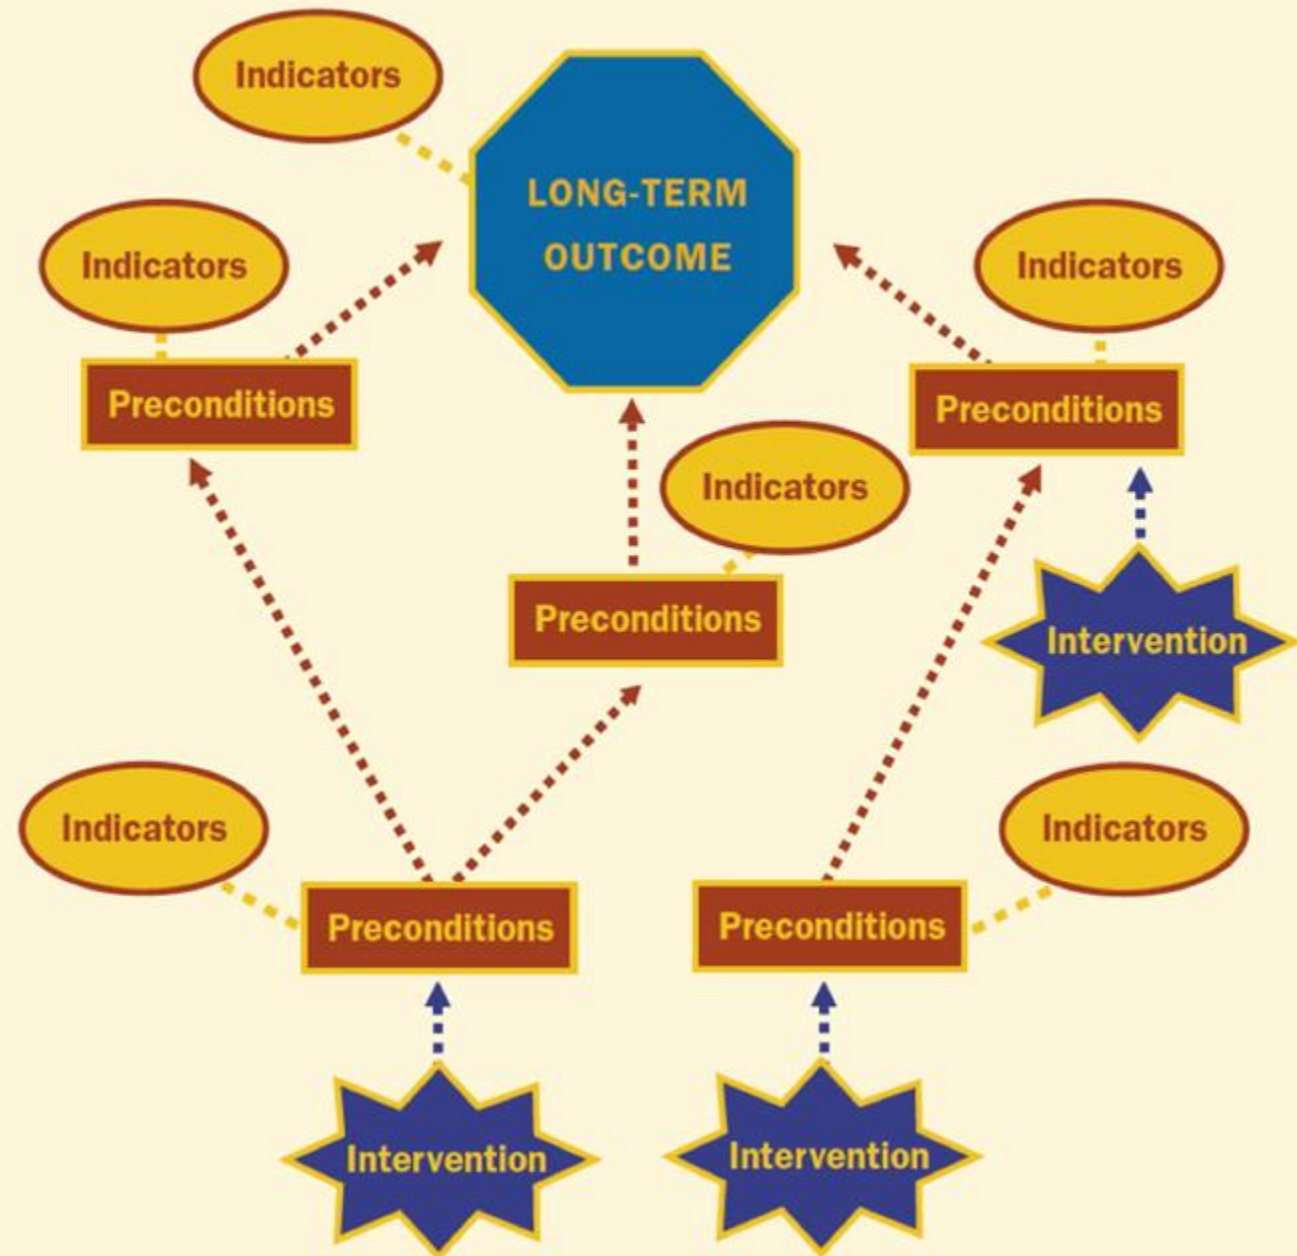 Indicators
LONG-TERM
OUTCOME
Indicators
Indicators
Preconditions
Preconditions
Indicators
Preconditions
Intervention
Indicators
Indicators
Preconditions
Preconditions
Intervention
Intervention